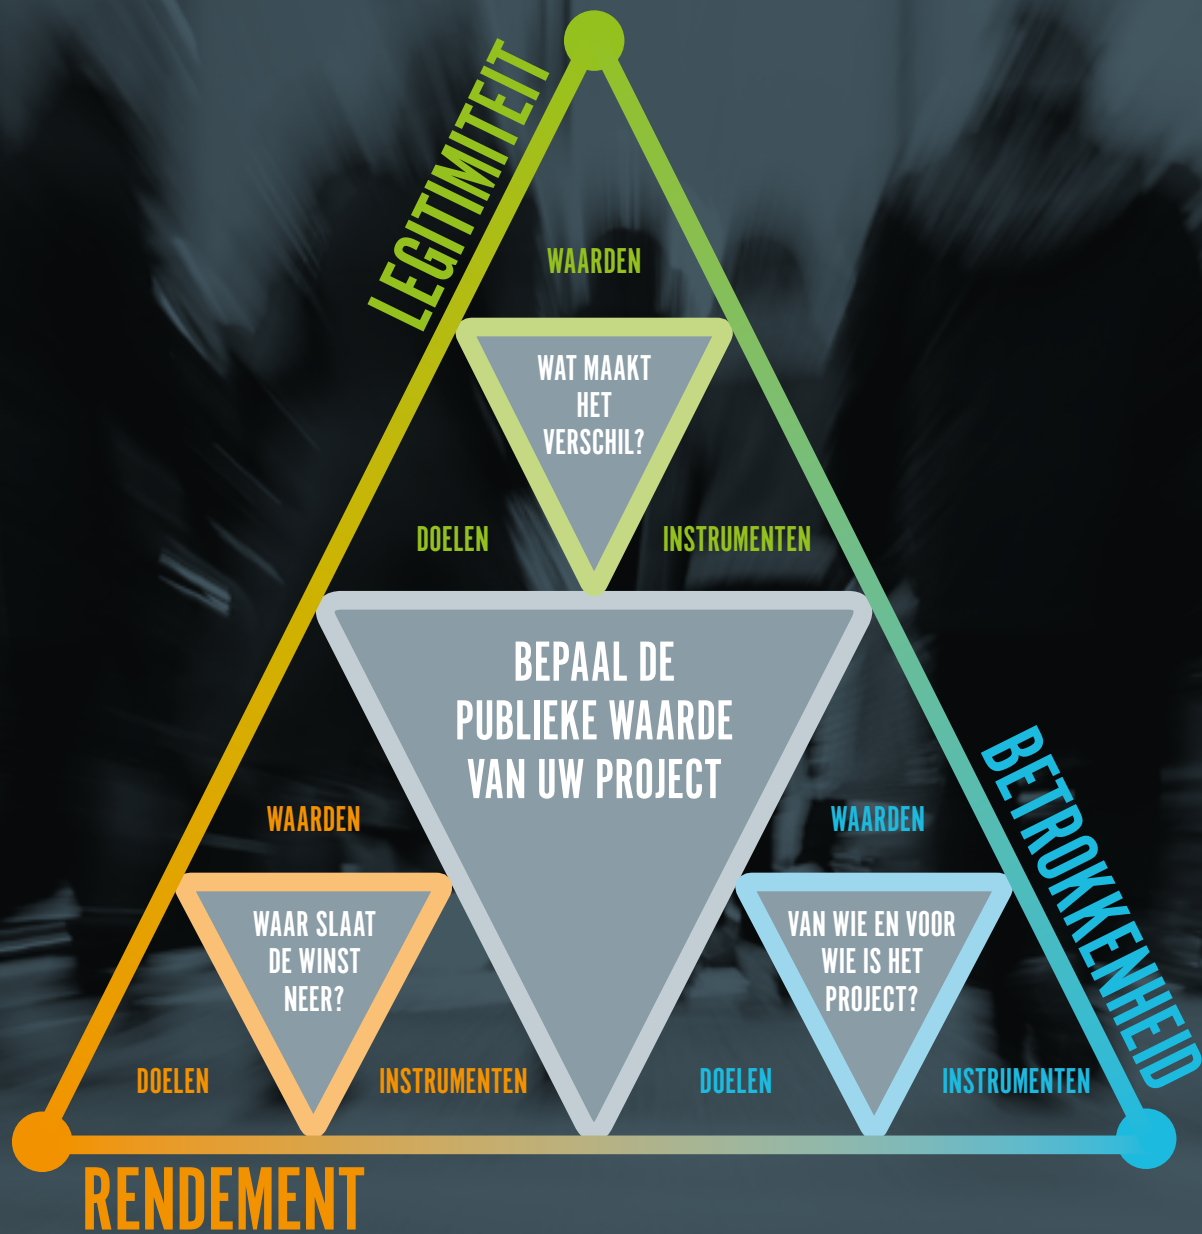 LEGITIMITEIT
WAARDEN
WAT MAAKT
HET
VERSCHIL?
DOELEN
INSTRUMENTEN
BEPAAL DE
PUBLIEKE WAARDE
VAN UW PROJECT
BETROKKENHEID
WAARDEN
WAAR SLAAT
DE WINST
NEER?
DOELEN
INSTRUMENTEN
WAARDEN
VAN WIE EN VOOR
WIE IS HET
PROJECT?
DOELEN
INSTRUMENTEN
RENDEMENT